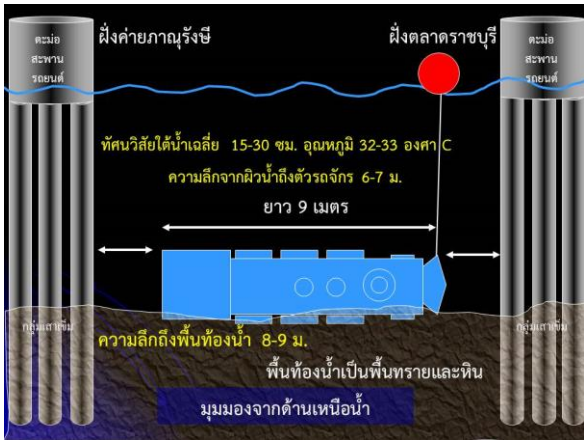 ตะม่อ
สะพาน
รถยนต์
ฝั่งค่ายภาณุรังษี
ฝั่งตลาดราชบุรี
ตะม่อ
สะพาน
รถยนต์
ทัศนวิสัยใต้น้ำเฉลี่ย 15-30 ซม. อุณหภูมิ 32-33 องศา C
ความลึกจากผิวน้ำถึงตัวรถจักร 6-7 ม.
ยาว 9 เมตร
กลุ่มเสาเข็ม
กลุ่มเสาเข็ม
ความลึกถึงพื้นท้องน้ำ 8-9 ม.
พื้นท้องน้ำเป็นพื้นทรายและหิน
มุมมองจากด้านเหนือน้ำ